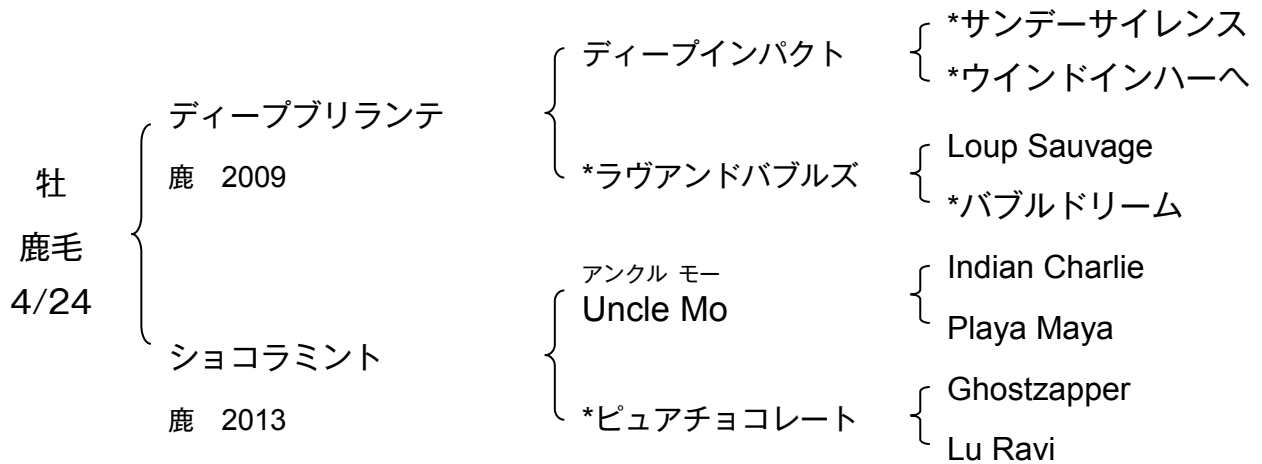 牡
鹿毛
4/24
ディープブリランテ
鹿 2009
ショコラミント
鹿 2013
ディープインパクト
*ラヴアンドバブルズ
アンクル モー
Uncle Mo
*ピュアチョコレート
*サンデーサイレンス
*ウインドインハーヘ
Loup Sauvage
*バブルドリーム
Indian Charlie
Playa Maya
Ghostzapper
Lu Ravi